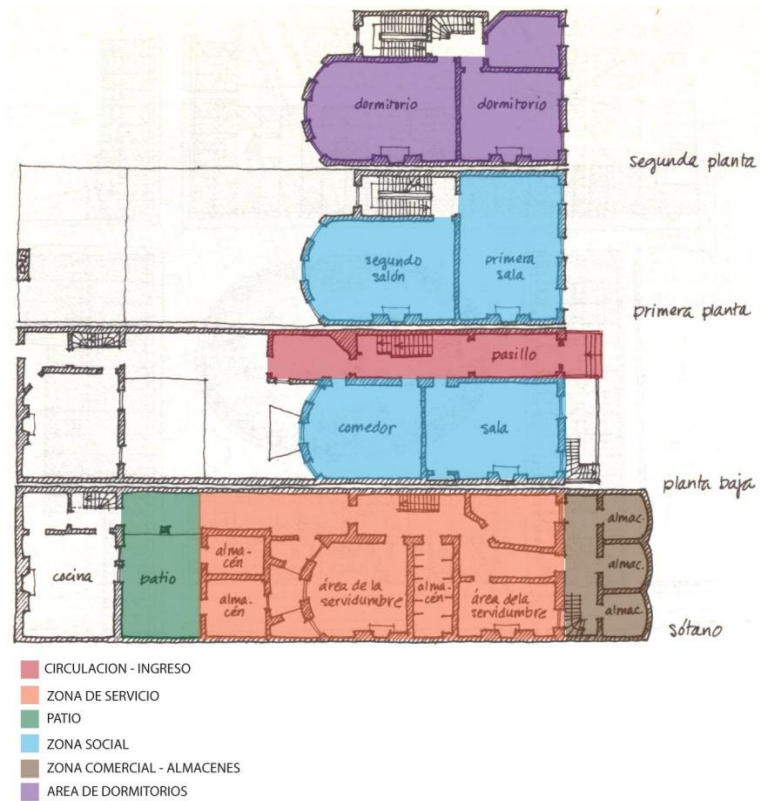 dormitorio
dormitorio
segunda planta
segundo
salón
primera
sala
primera planta
pasillo
comedor
sala
planta baja
cocina
patio
alma-
cén
alma-
cén
área de la
servidumbre
alma-
cén
área dela
servidumbre
almac.
almac.
almac.
sótano
CIRCULACION - INGRESO
ZONA DE SERVICIO
PATIO
ZONA SOCIAL
ZONA COMERCIAL - ALMACENES
AREA DE DORMITORIOS